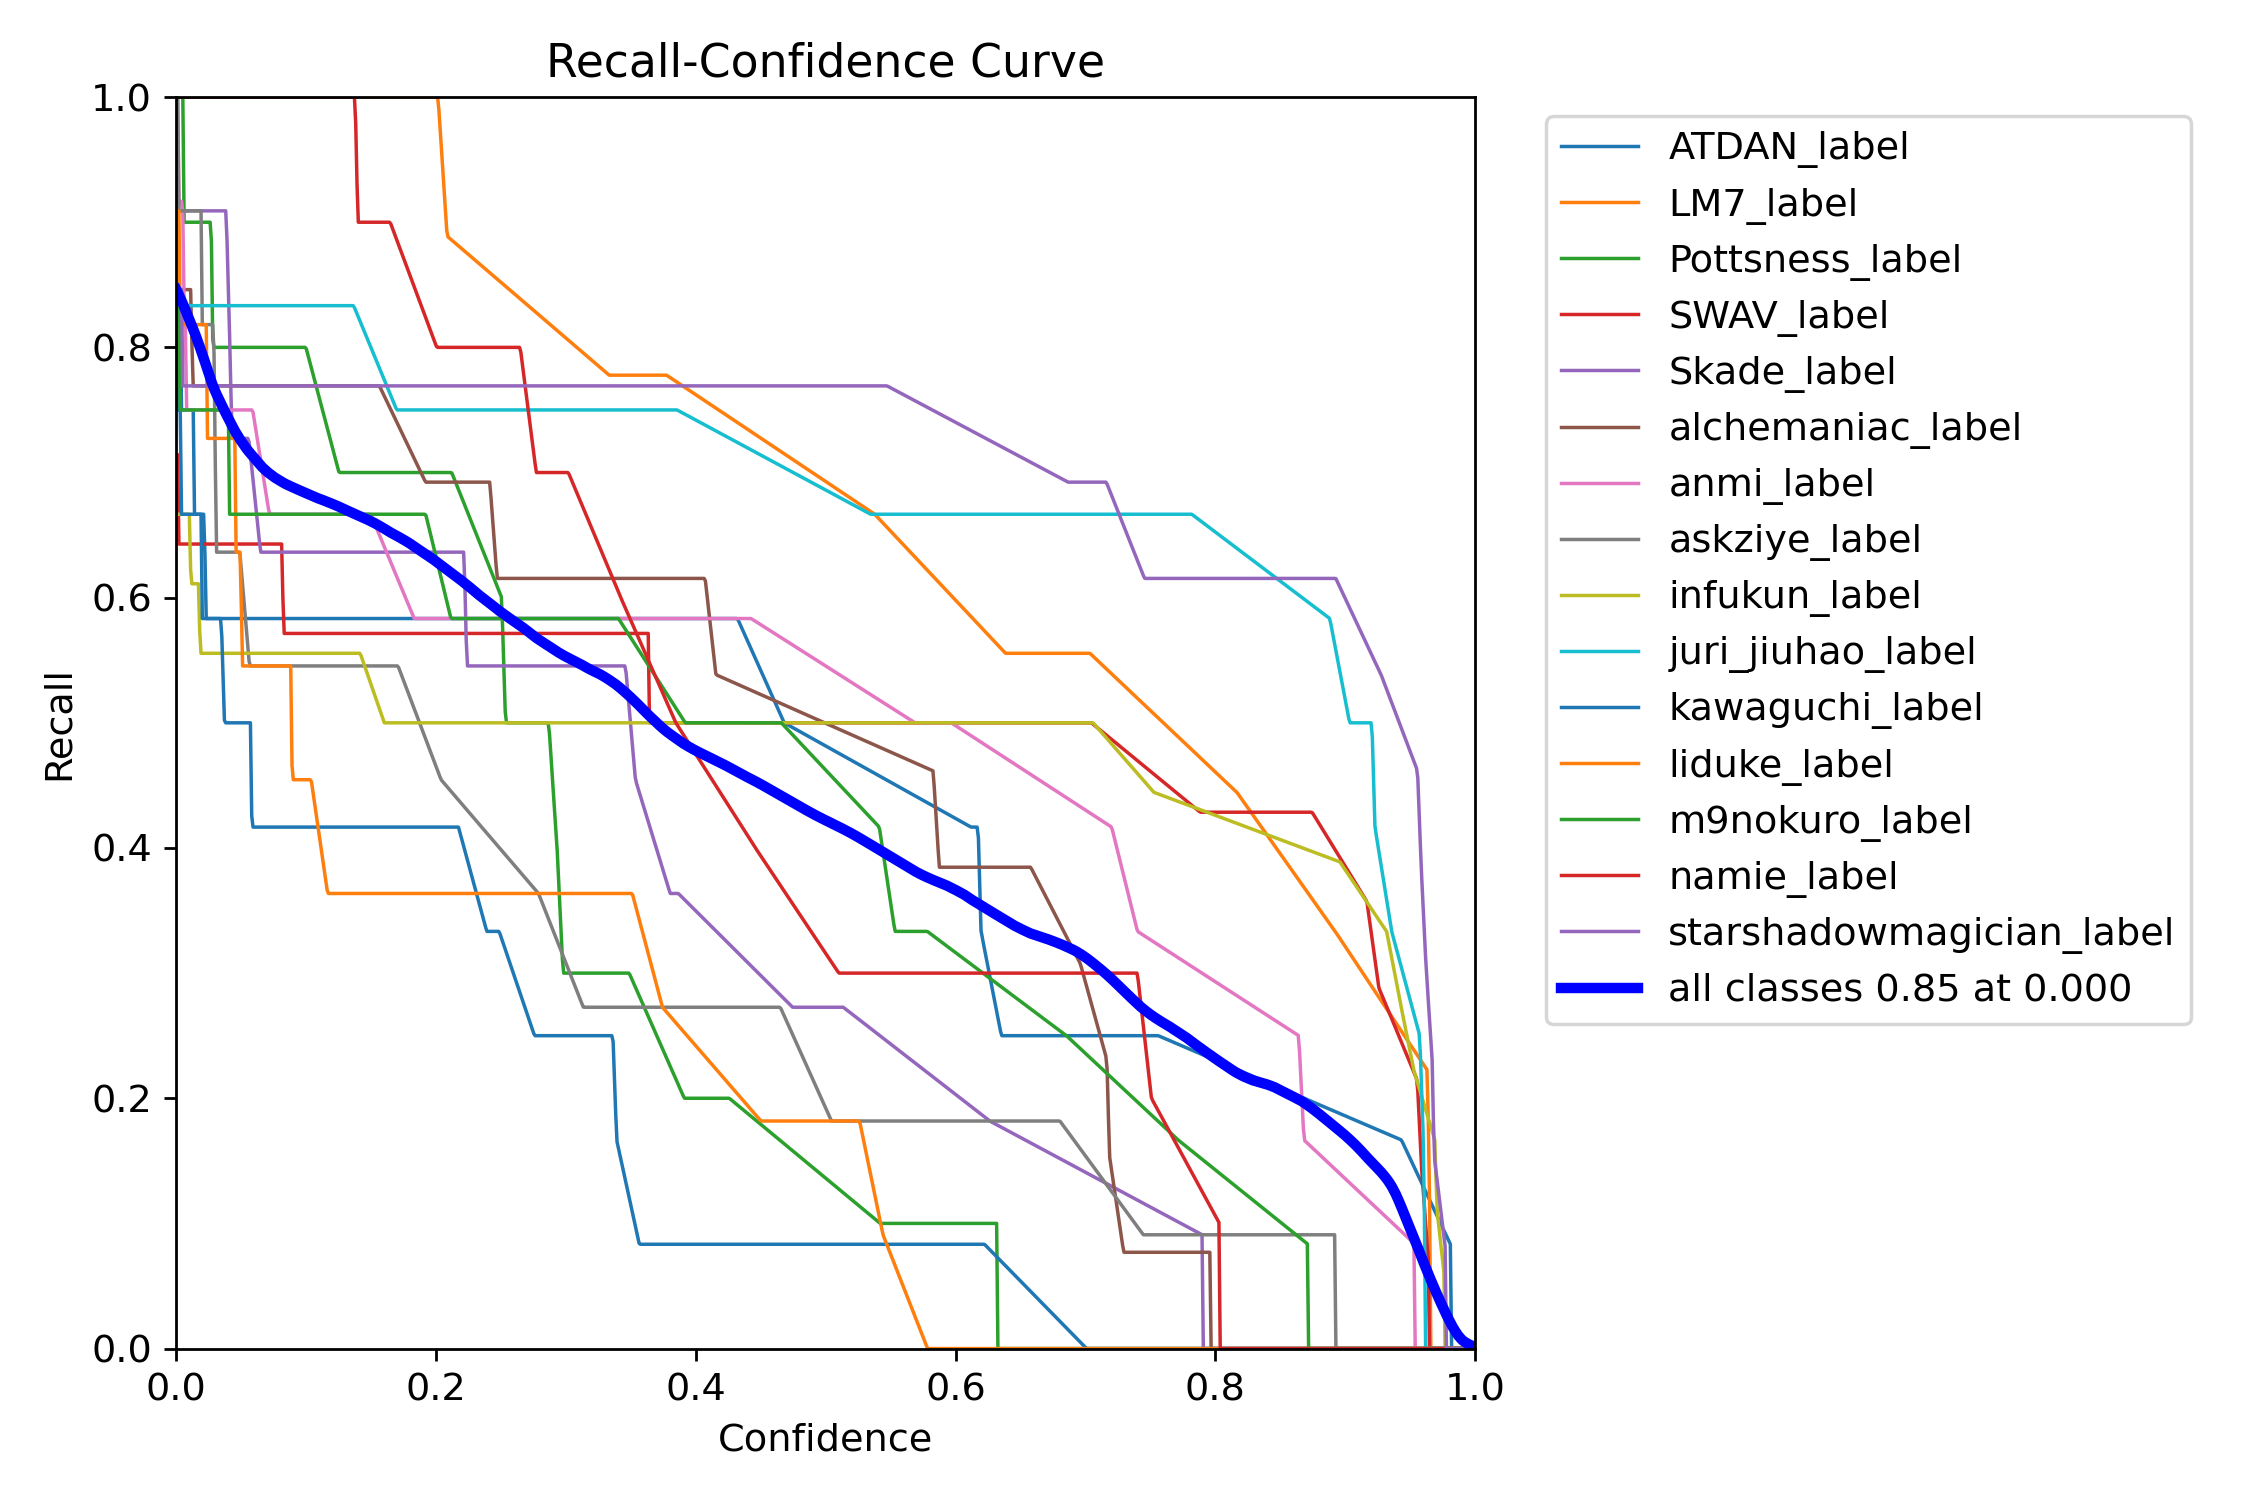 Recall-Confidence Curve
1.0
0.8
0.6
0.4
0.2
0.0
Recall
0.0 0.2 0.4 0.6 0.8 1.0
Confidence
ATDAN_label
LM7_label
Pottsness_label
SWAV_label
Skade_label
alchemaniac_label
anmi_label
askziye_label
infukun_label
juri_jiuhao_label
kawaguchi_label
liduke_label
m9nokuro_label
namie_label
starshadowmagician_label
all classes 0.85 at 0.000